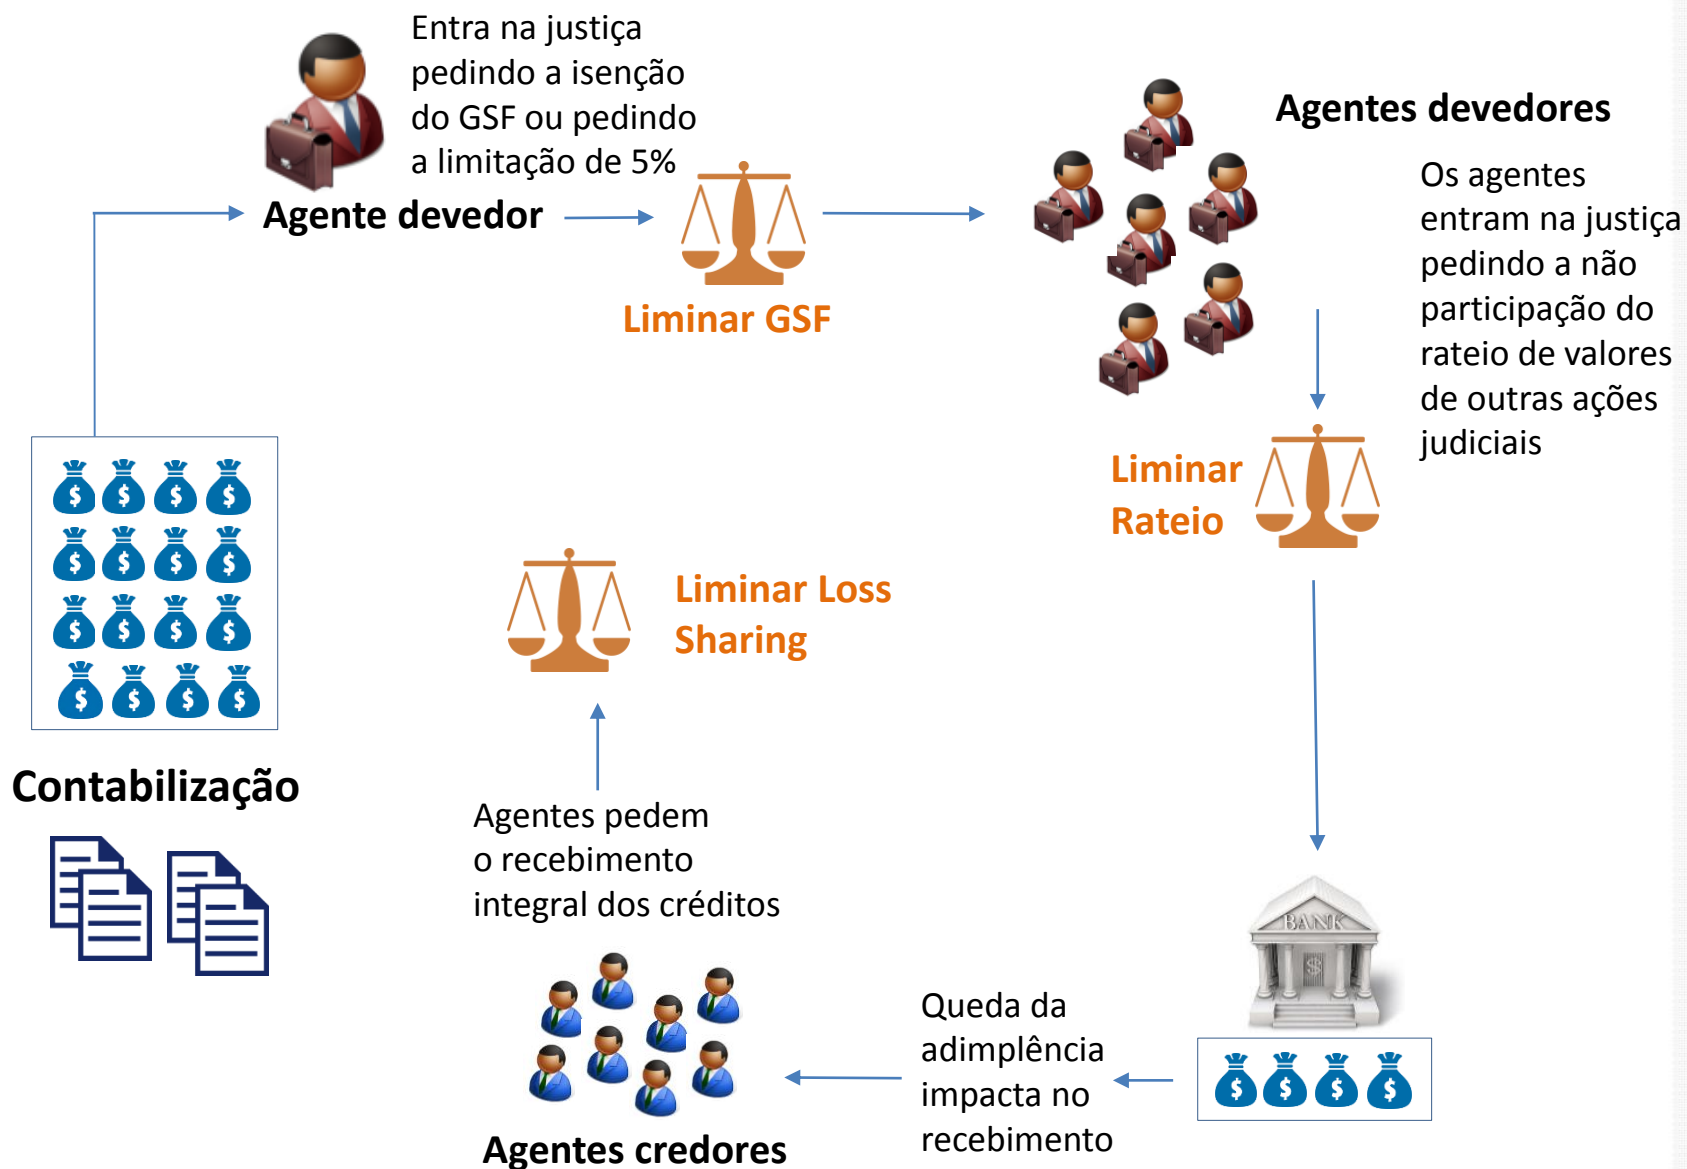 Entra na justiça
pedindo a isenção
do GSF ou pedindo
a limitação de 5%
Agente devedor
Liminar GSF
Agentes devedores
Os agentes
entram na justiça
pedindo a não
participação do
rateio de valores
de outras ações
judiciais
Liminar
Rateio
Liminar Loss
Sharing
Contabilização
Agentes pedem
o recebimento
integral dos créditos
BANK
Queda da
adimplência
impacta no
recebimento
Agentes credores